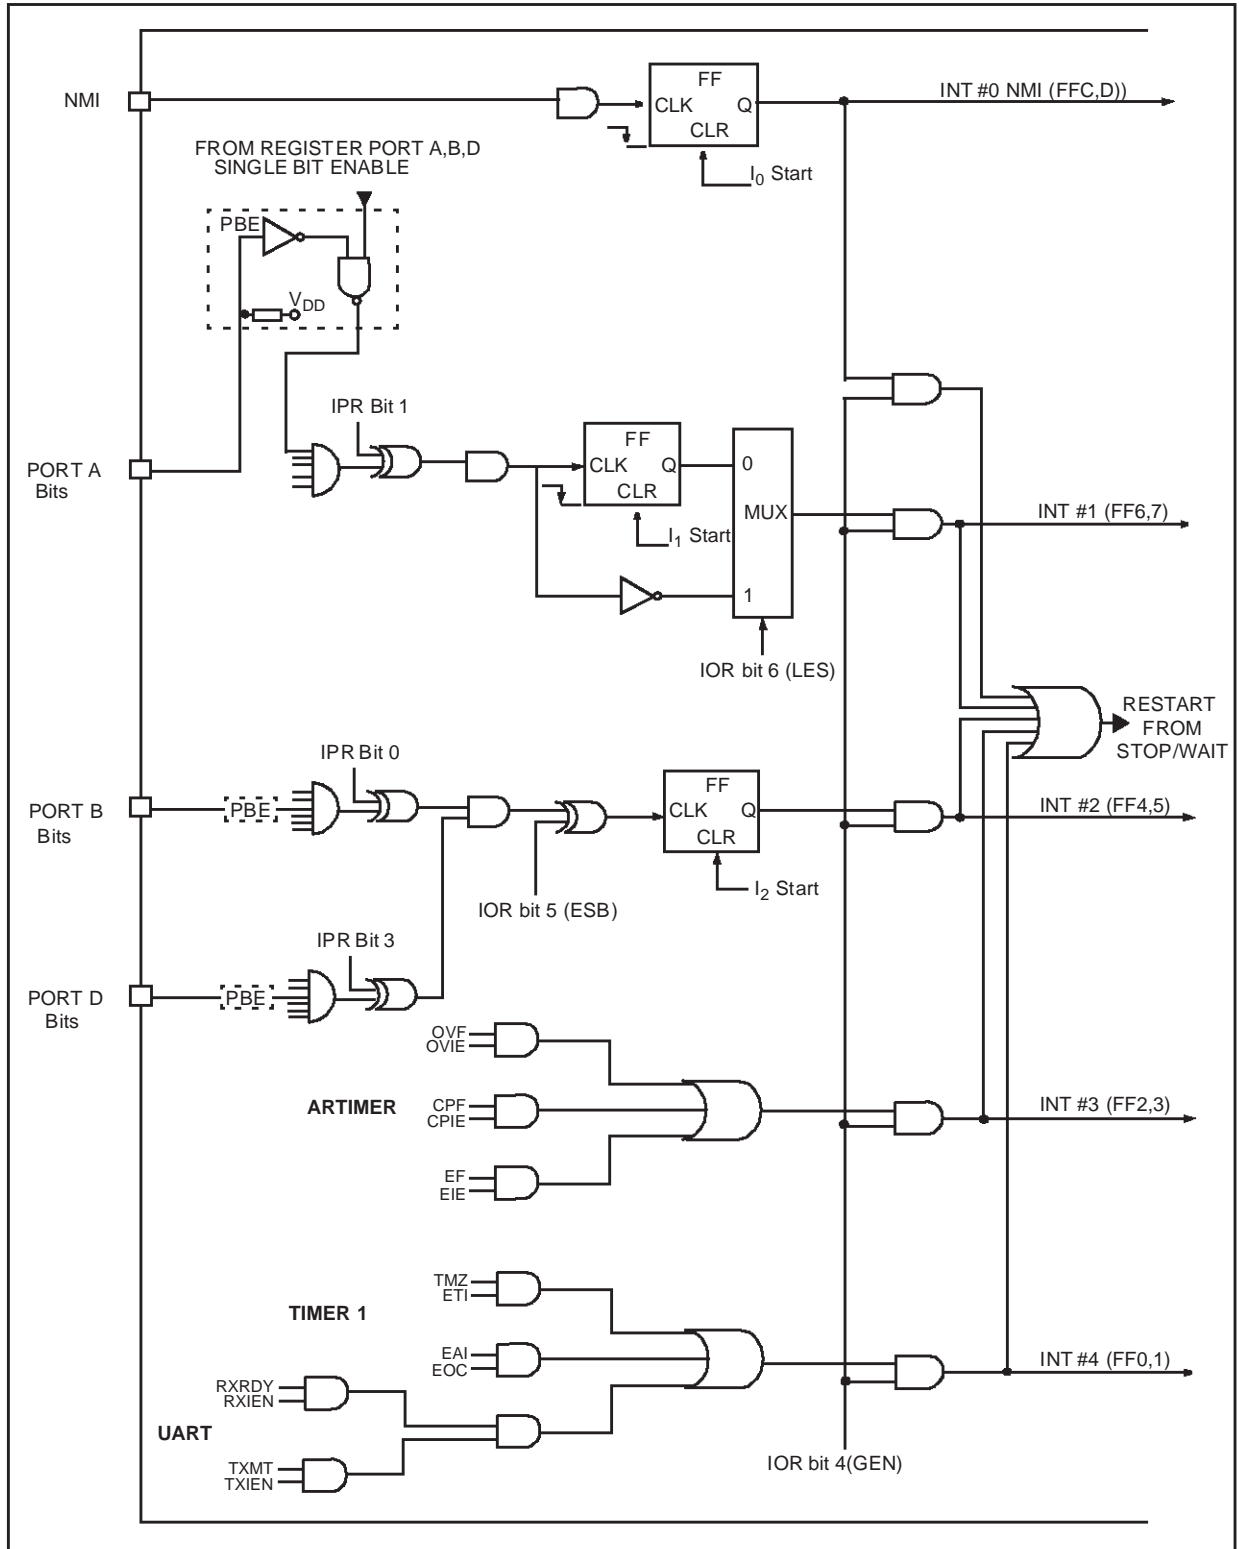 NMI
FF
CLK
Q
CLR
I0 Start
INT #0 NMI (FFC,D))
FROM REGISTER PORT A,B,D
SINGLE BIT ENABLE
PBE
VDD
IPR Bit 1
PORT A
Bits
FF
CLK
Q
CLR
I1 Start
0
MUX
1
IOR bit 6 (LES)
INT #1 (FF6,7)
RESTART
FROM
STOP/WAIT
IPR Bit 0
PORT B
Bits
PBE
FF
CLK
Q
CLR
I2 Start
INT #2 (FF4,5)
IOR bit 5 (ESB)
IPR Bit 3
PORT D
Bits
PBE
OVF
OVIE
ARTIMER
CPF
CPIE
INT #3 (FF2,3)
EF
EIE
TMZ
ETI
TIMER 1
EAI
EOC
INT #4 (FF0,1)
RXRDY
RXIEN
UART
TXMT
TXIEN
IOR bit 4(GEN)